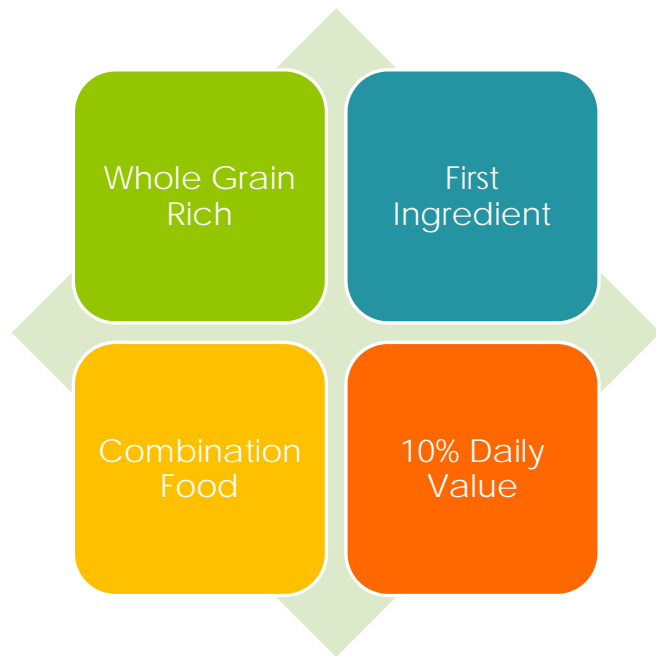 Whole Grain
Rich
First
Ingredient
Combination
Food
10% Daily
Value